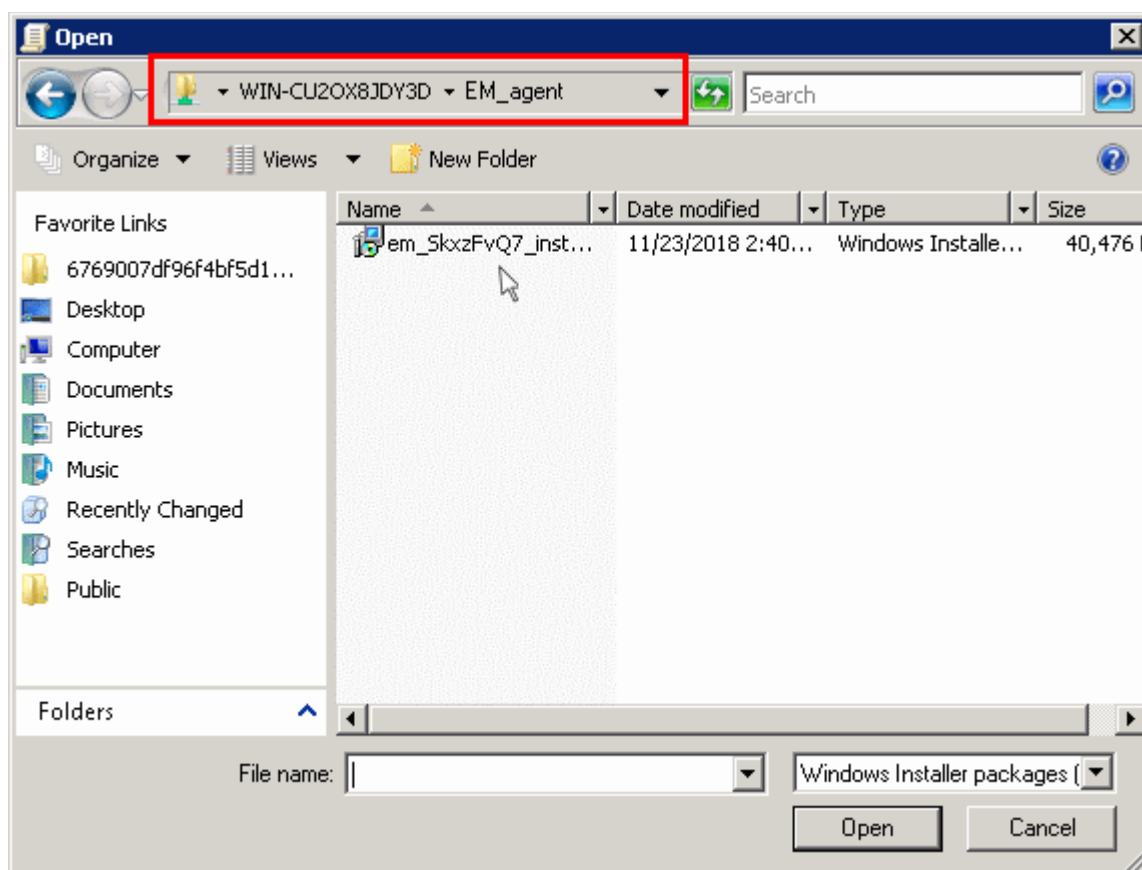 Open
WIN-CU2OX8JDY3D EM_agent Search
Organize Views New Folder
Favorite Links
6769007df96f4bf5d1...
Desktop
Computer
Documents
Pictures
Music
Recently Changed
Searches
Public
Folders
Name Date modified Type Size
em_SkxzFvQ7_inst... 11/23/2018 2:40... Windows Installe... 40,476
File name: Windows Installer packages (
Open Cancel